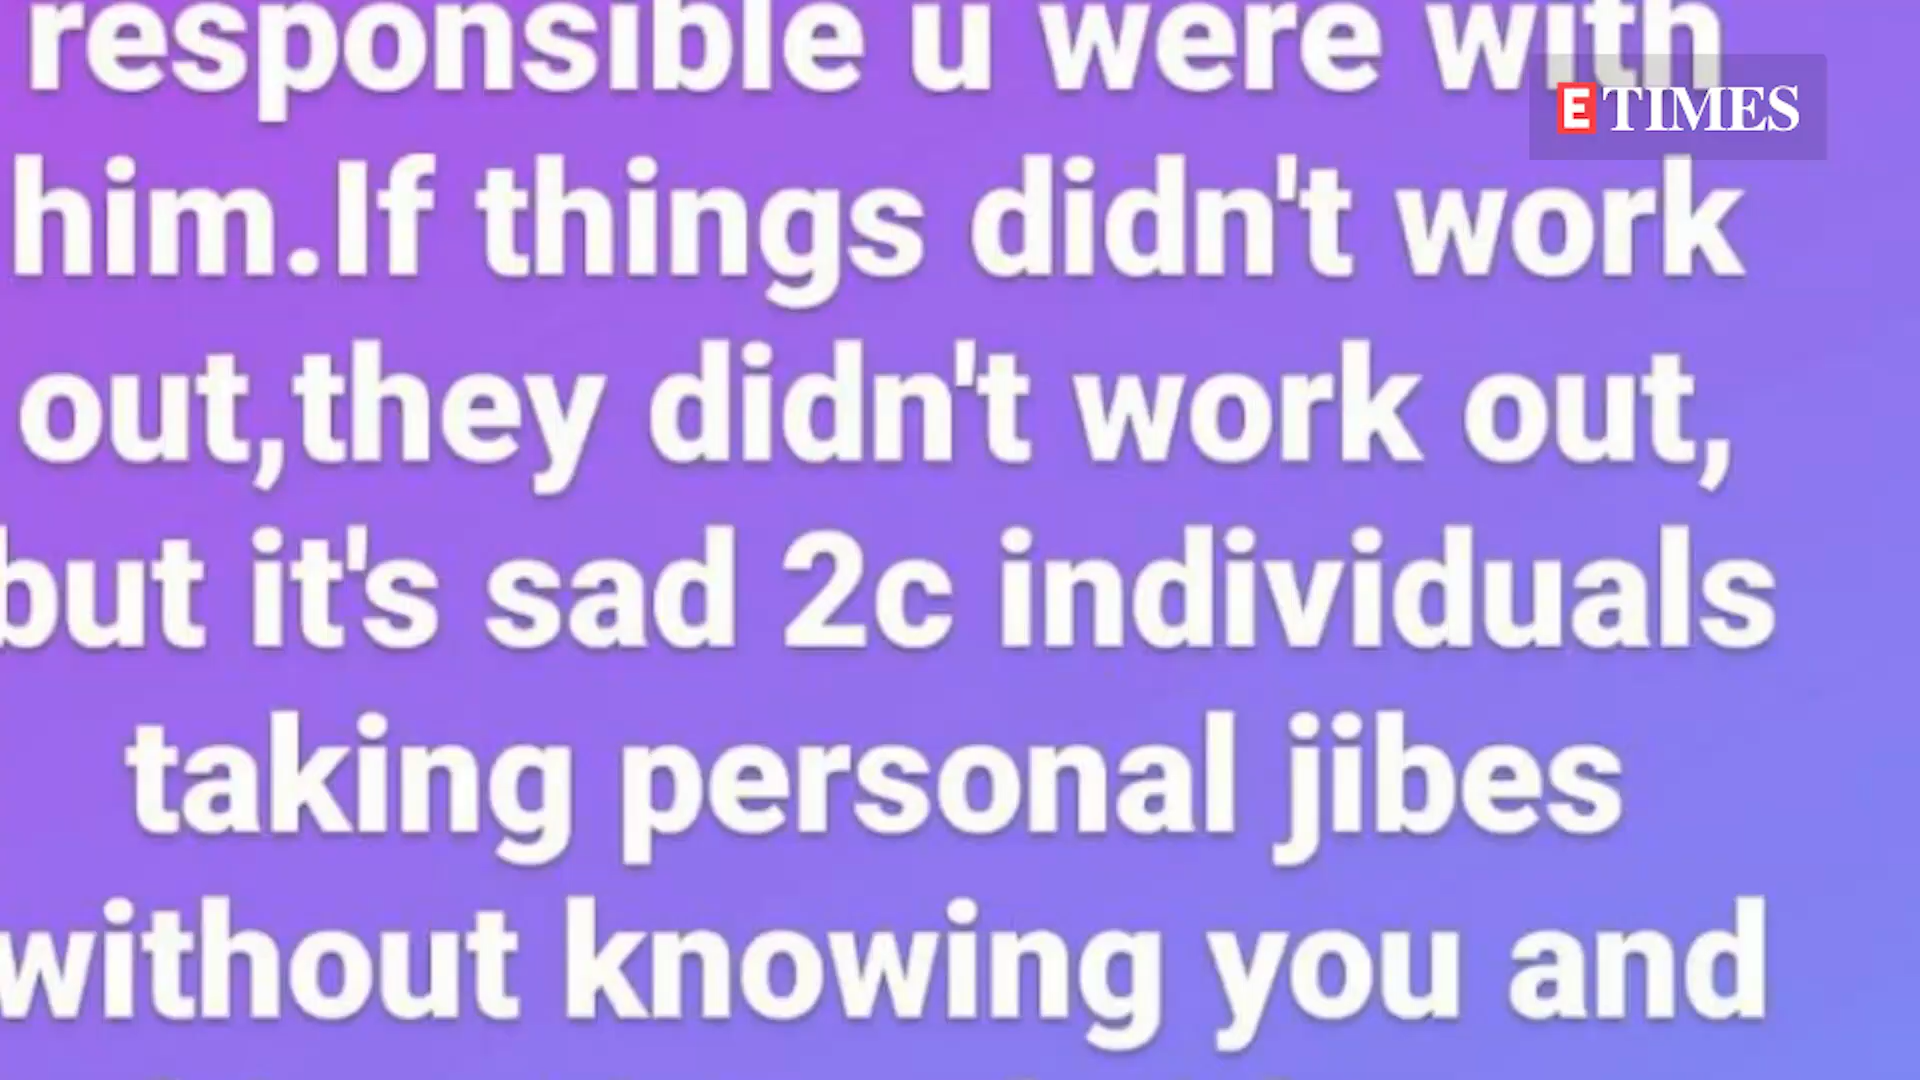 responsible u were with
ETIMES
him.If things didn't work
out,they didn't work out,
but it's sad 2c individuals
taking personal jibes
without knowing you and